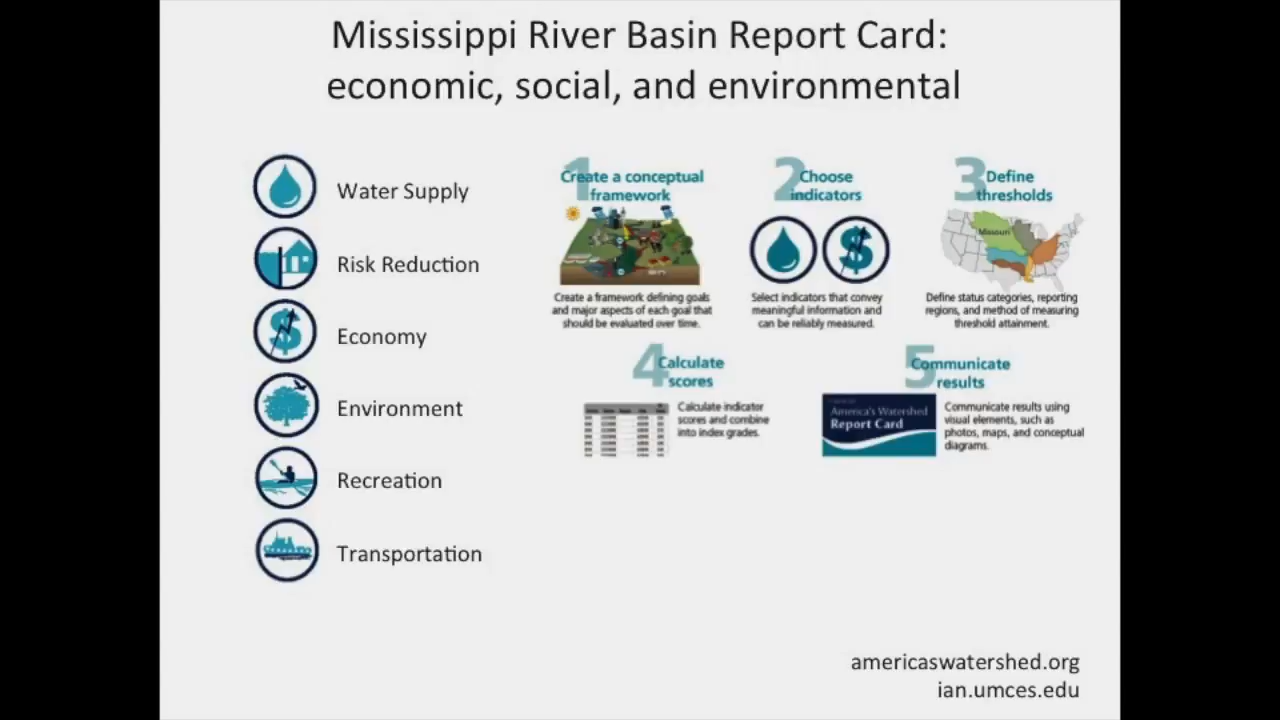 Mississippi River Basin Report Card:
economic, social, and environmental
Water Supply
Risk Reduction
Economy
Environment
Recreation
Transportation
1
Create a conceptual
framework
Create a framework defining goals
and major aspects of each goal that
should be evaluated over time.
2
Choose
indicators
Select indicators that convey
meaningful information and
can be reliably measured.
3
Define
thresholds
Missouri
Define status categories, reporting
regions, and method of measuring
threshold attainment.
4
Calculate
scores
Calculate indicator
scores and combine
into index grades.
5
Communicate
results
America's Watershed
Report Card
Communicate results using
visual elements, such as
photos, maps, and conceptual
diagrams.
americaswatershed.org
ian.umces.edu